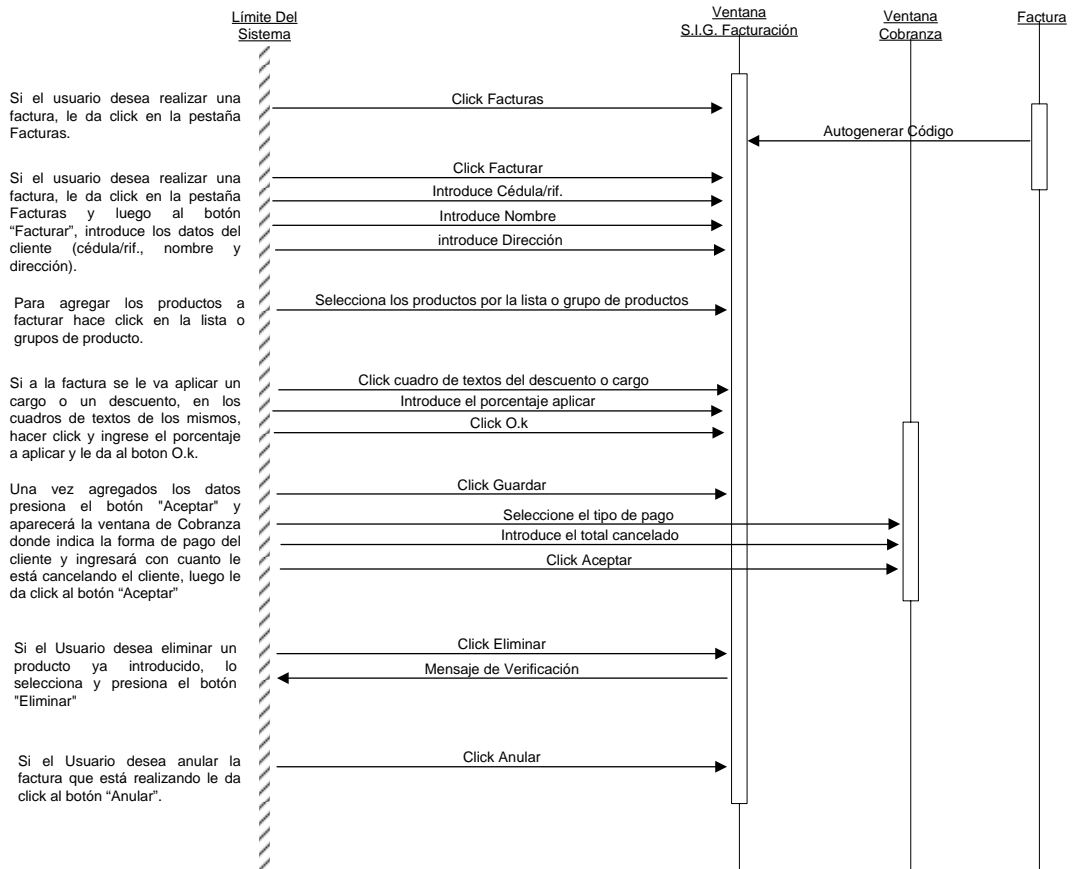 Límite Del
Sistema
Ventana
S.I.G. Facturación
Ventana
Cobranza
Factura
Si el usuario desea realizar una
factura, le da click en la pestaña
Facturas.
Click Facturas
Autogenerar Código
Si el usuario desea realizar una
factura, le da click en la pestaña
Facturas y luego al botón
“Facturar”, introduce los datos del
cliente (cédula/rif., nombre y
dirección).
Click Facturar
Introduce Cédula/rif.
Introduce Nombre
introduce Dirección
Para agregar los productos a
facturar hace click en la lista o
grupos de producto.
Selecciona los productos por la lista o grupo de productos
Si a la factura se le va aplicar un
cargo o un descuento, en los
cuadros de textos de los mismos,
hacer click y ingrese el porcentaje
a aplicar y le da al boton O.k.
Click cuadro de textos del descuento o cargo
Introduce el porcentaje aplicar
Click O.k
Una vez agregados los datos
presiona el botón "Aceptar" y
aparecerá la ventana de Cobranza
donde indica la forma de pago del
cliente y ingresará con cuanto le
está cancelando el cliente, luego le
da click al botón “Aceptar”
Click Guardar
Seleccione el tipo de pago
Introduce el total cancelado
Click Aceptar
Si el Usuario desea eliminar un
producto ya introducido, lo
selecciona y presiona el botón
"Eliminar"
Click Eliminar
Mensaje de Verificación
Si el Usuario desea anular la
factura que está realizando le da
click al botón “Anular”.
Click Anular